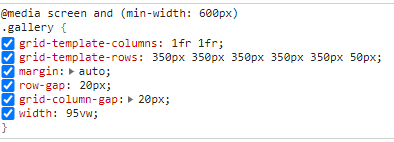 @media screen and (min-width: 600px)
.gallery {
grid-template-columns: 1fr 1fr;
grid-template-rows: 350px 350px 350px 350px 350px 50px;
margin: auto;
row-gap: 20px;
grid-column-gap: 20px;
width: 95vw;
}